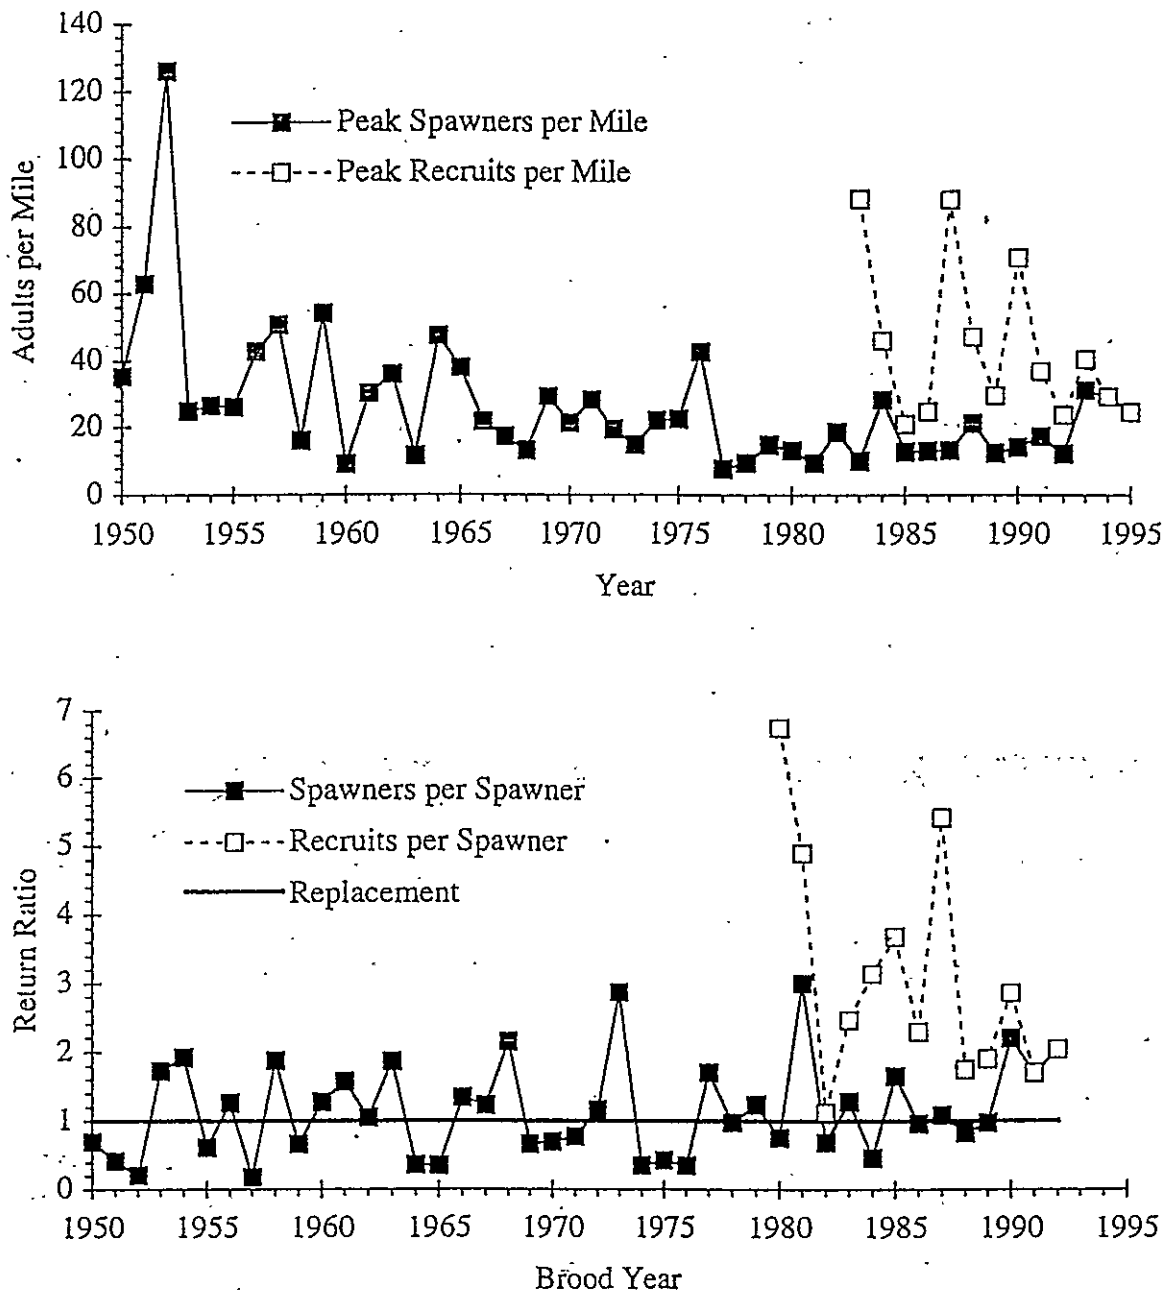 140
120
100
80
60
40
20
0
Adults per Mile
Peak Spawners per Mile
Peak Recruits per Mile
1950 1955 1960 1965 1970 1975 1980 1985 1990 1995
Year
7
6
5
4
3
2
1
0
Return Ratio
Spawners per Spawner
Recruits per Spawner
Replacement
1950 1955 1960 1965 1970 1975 1980 1985 1990 1995
Brood Year